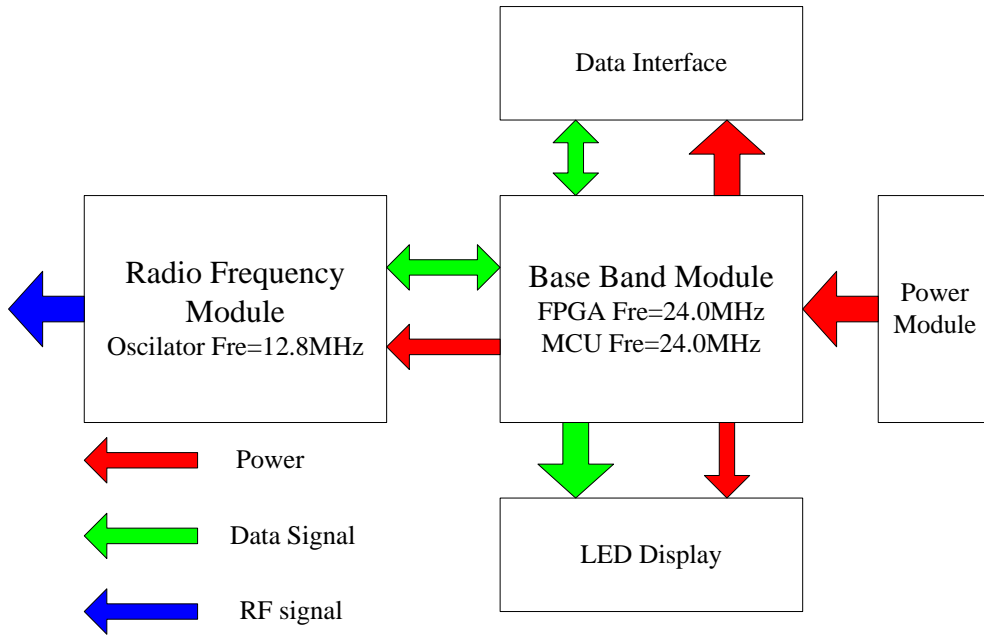 Data Interface
Radio Frequency
Module
Oscilator Fre=12.8MHz
Base Band Module
FPGA Fre=24.0MHz
MCU Fre=24.0MHz
Power
Module
Power
Data Signal
RF signal
LED Display